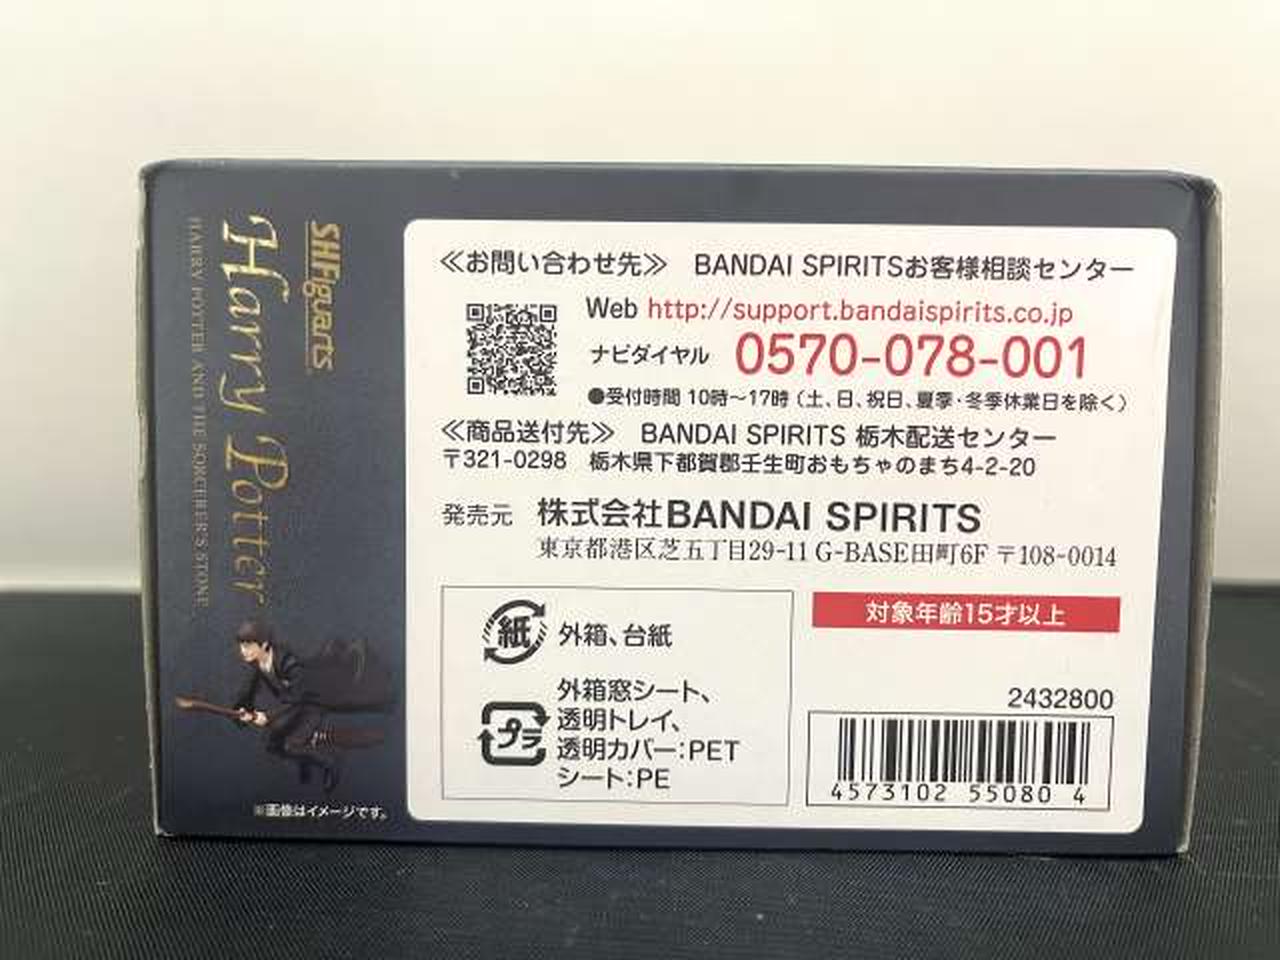 S.H.Figuarts
Harry Potter
HARRY POTTER AND THE SORCERER'S STONE
※画像はイメージです。
≪お問い合わせ先≫ BANDAI SPIRITSお客様相談センター
Web http://support.bandaispirits.co.jp
ナビダイヤル 0570-078-001
●受付時間 10時～17時(土、日、祝日、夏季・冬季休業日を除く)
≪商品送付先≫ BANDAI SPIRITS 栃木配送センター
〒321-0298 栃木県下都賀郡壬生町おもちゃのまち4-2-20
発売元 株式会社BANDAI SPIRITS
東京都港区芝五丁目29-11 G-BASE田町6F 〒108-0014
紙 外箱、台紙
プラ 外箱窓シート、
透明トレイ、
透明カバー:PET
シート:PE
対象年齢15才以上
2432800
4573102 55080 4